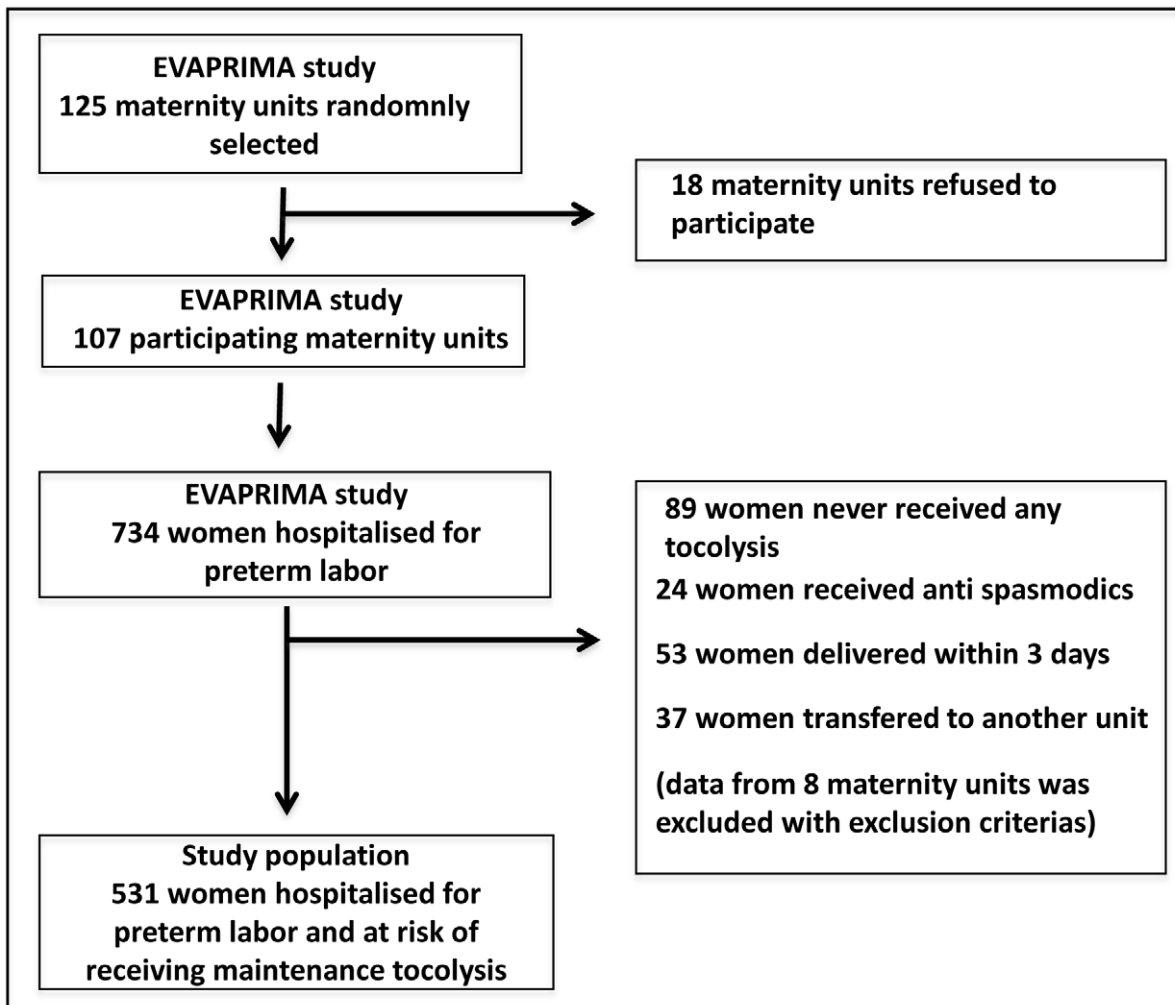 EVAPRIMA study
125 maternity units randomnly
selected
18 maternity units refused to
participate
EVAPRIMA study
107 participating maternity units
EVAPRIMA study
734 women hospitalised for
preterm labor
89 women never received any
tocolysis
24 women received anti spasmodics
53 women delivered within 3 days
37 women transfered to another unit
(data from 8 maternity units was
excluded with exclusion criterias)
Study population
531 women hospitalised for
preterm labor and at risk of
receiving maintenance tocolysis